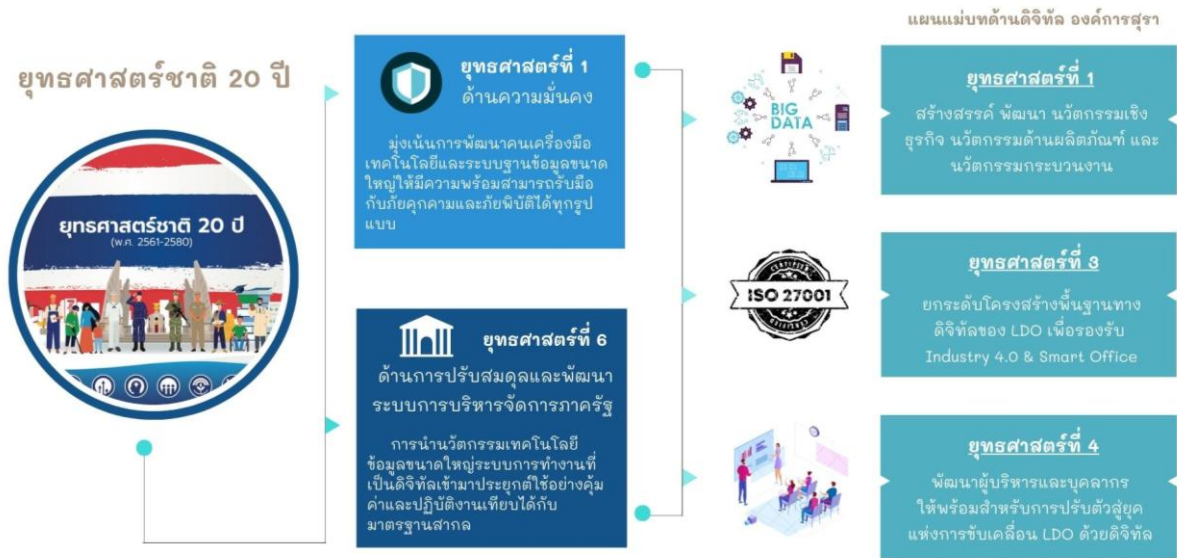 ยุทธศาสตร์ชาติ 20 ปี
ยุทธศาสตร์ชาติ 20 ปี
(พ.ศ. 2561-2580)
ยุทธศาสตร์ที่ 1
ด้านความมั่นคง
มุ่งเน้นการพัฒนาคนเครื่องมือ
เทคโนโลยีและระบบฐานข้อมูลขนาด
ใหญ่ให้มีความพร้อมสามารถรับมือ
กับภัยคุกคามและภัยพิบัติได้ทุกรูป
แบบ
ยุทธศาสตร์ที่ 6
ด้านการปรับสมดุลและพัฒนา
ระบบการบริหารจัดการภาครัฐ
การนำนวัตกรรมเทคโนโลยี
ข้อมูลขนาดใหญ่ระบบการทำงานที่
เป็นดิจิทัลเข้ามาประยุกต์ใช้อย่างคุ้ม
ค่าและปฏิบัติงานเทียบได้กับ
มาตรฐานสากล
BIG
DATA
CERTIFIED
ISO 27001
CERTIFIED
แผนแม่บทด้านดิจิทัล องค์การสุรา
ยุทธศาสตร์ที่ 1
สร้างสรรค์ พัฒนา นวัตกรรมเชิง
ธุรกิจ นวัตกรรมด้านผลิตภัณฑ์ และ
นวัตกรรมกระบวนงาน
ยุทธศาสตร์ที่ 3
ยกระดับโครงสร้างพื้นฐานทาง
ดิจิทัลของ LDO เพื่อรองรับ
Industry 4.0 & Smart Office
ยุทธศาสตร์ที่ 4
พัฒนาผู้บริหารและบุคลากร
ให้พร้อมสำหรับการปรับตัวสู่ยุค
แห่งการขับเคลื่อน LDO ด้วยดิจิทัล